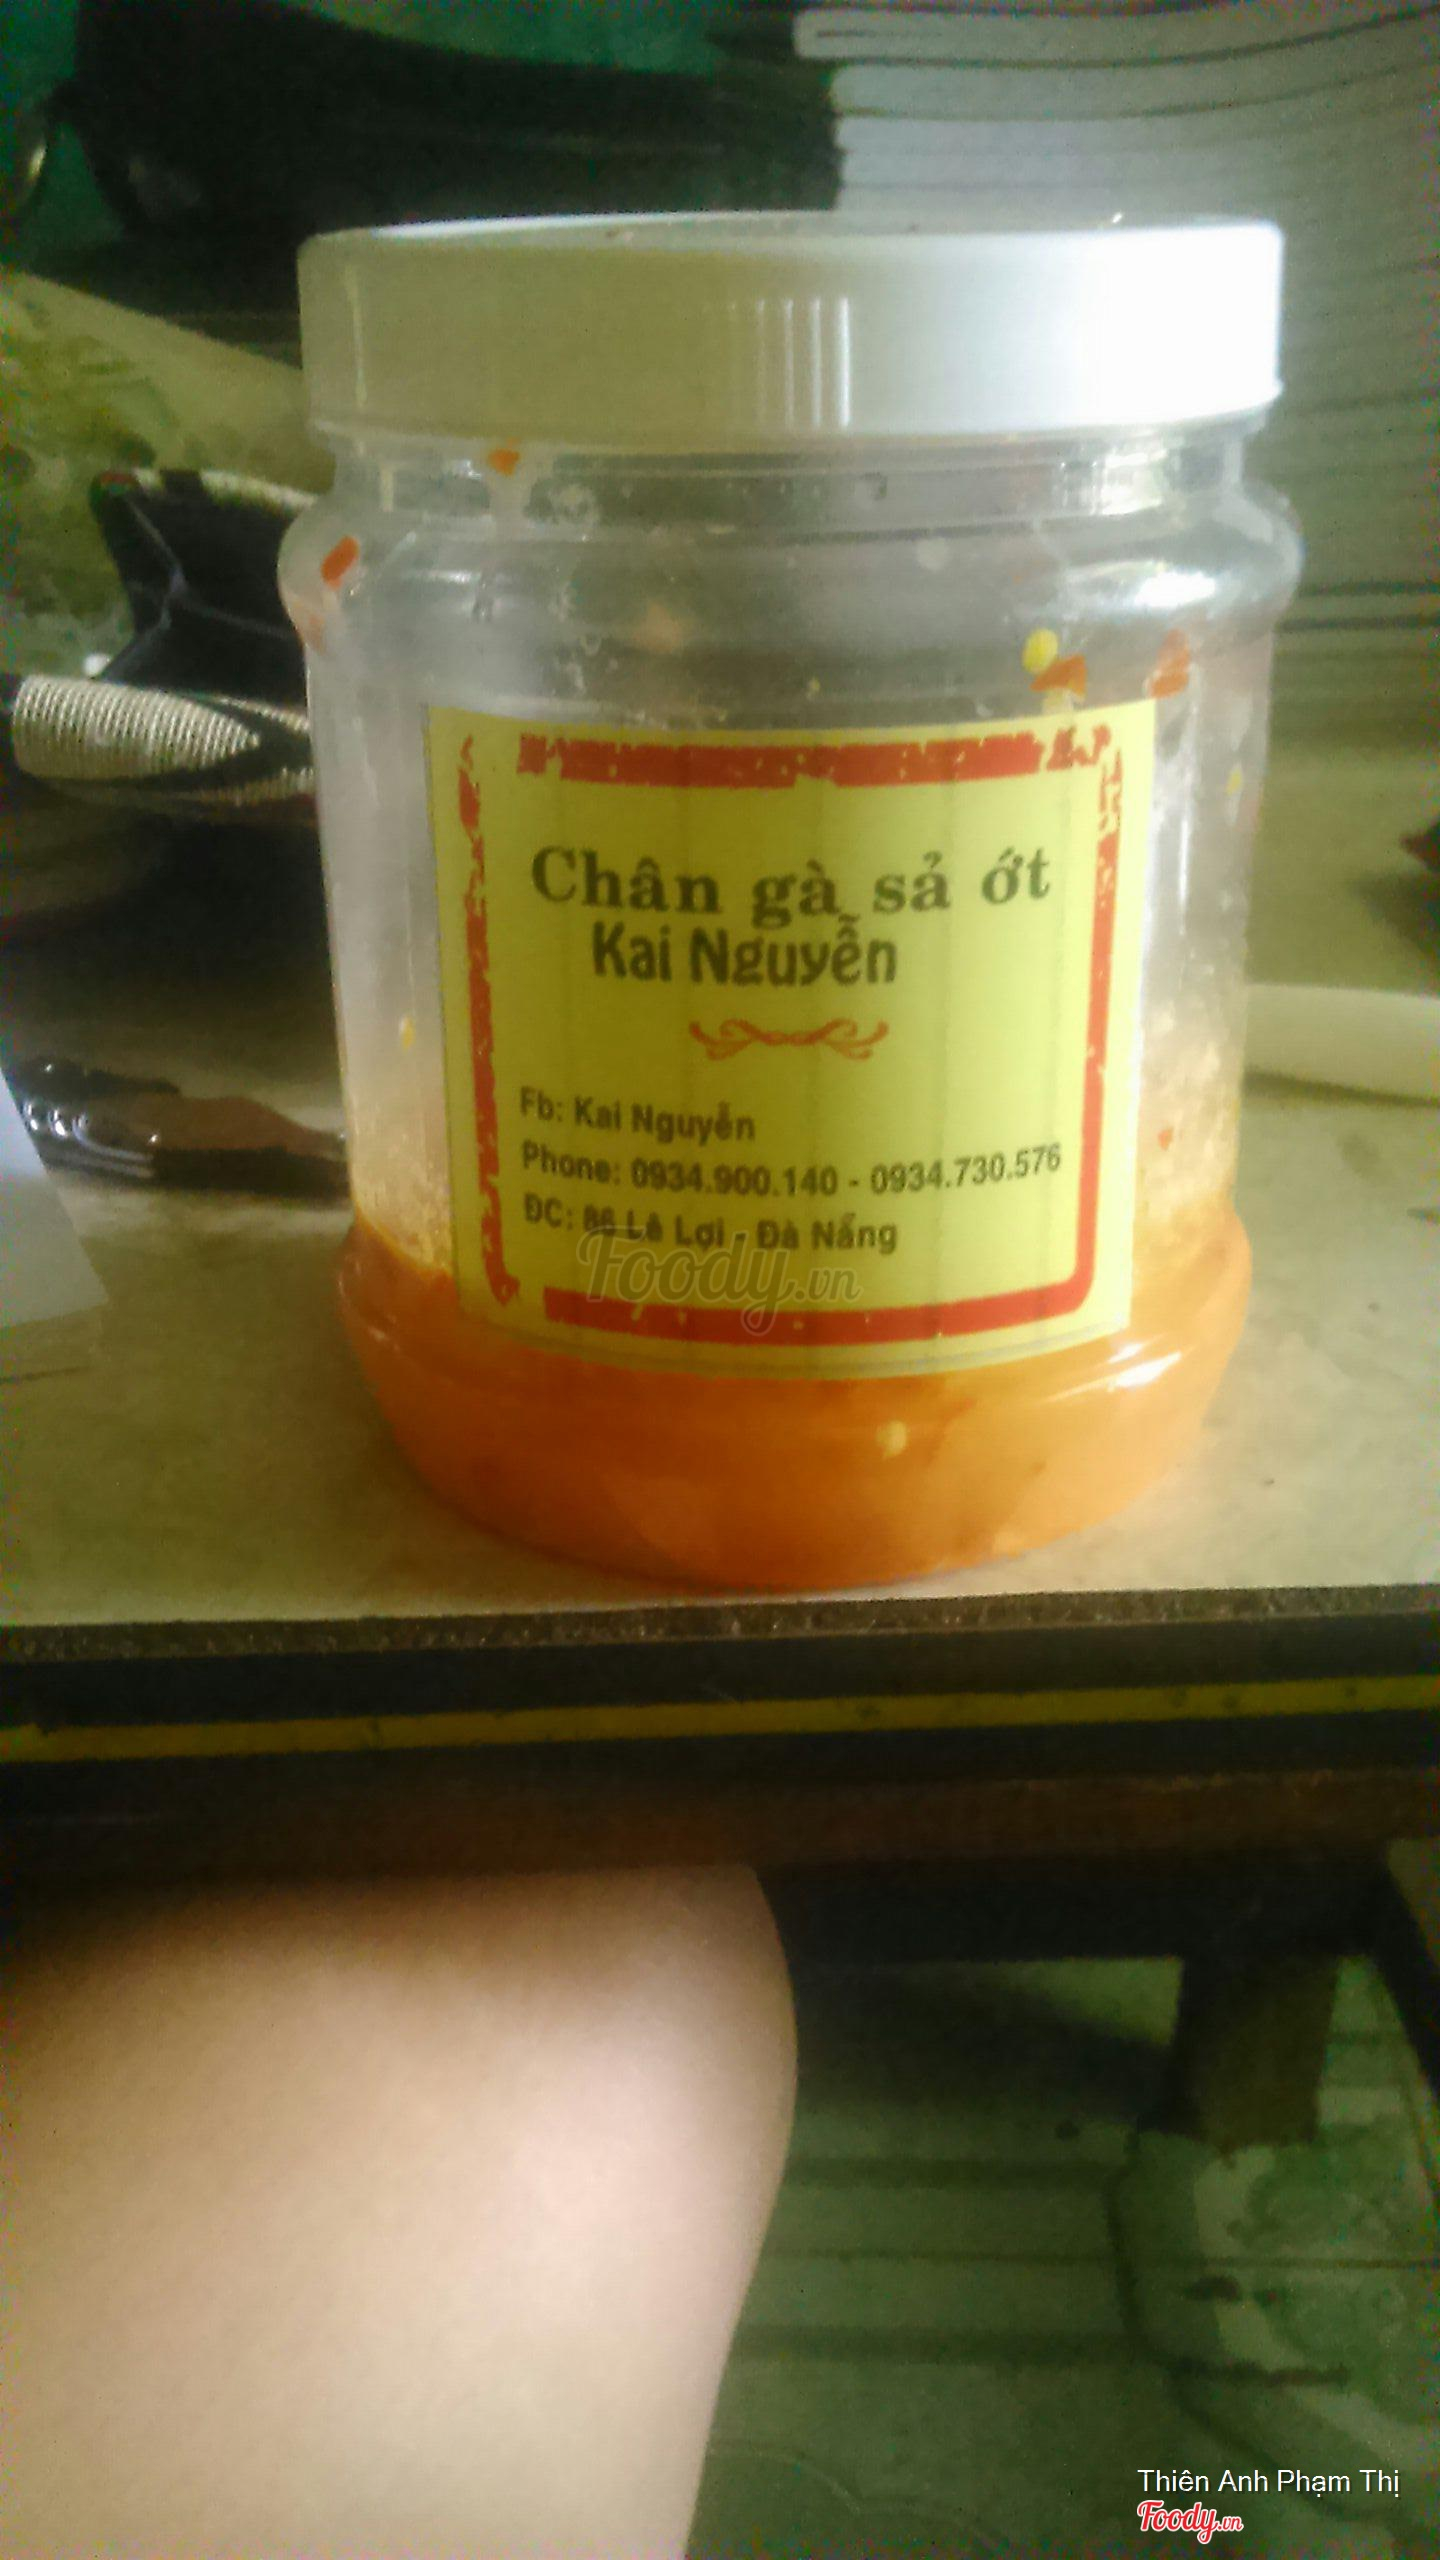 Chân gà sả ớt
Kai Nguyễn
Fb: Kai Nguyễn
Phone: 0934.900.140 - 0934.730.576
ĐC: 86 Lê Lợi - Đà Nẵng
Foody.vn
Thiên Anh Phạm Thị
Foody.vn